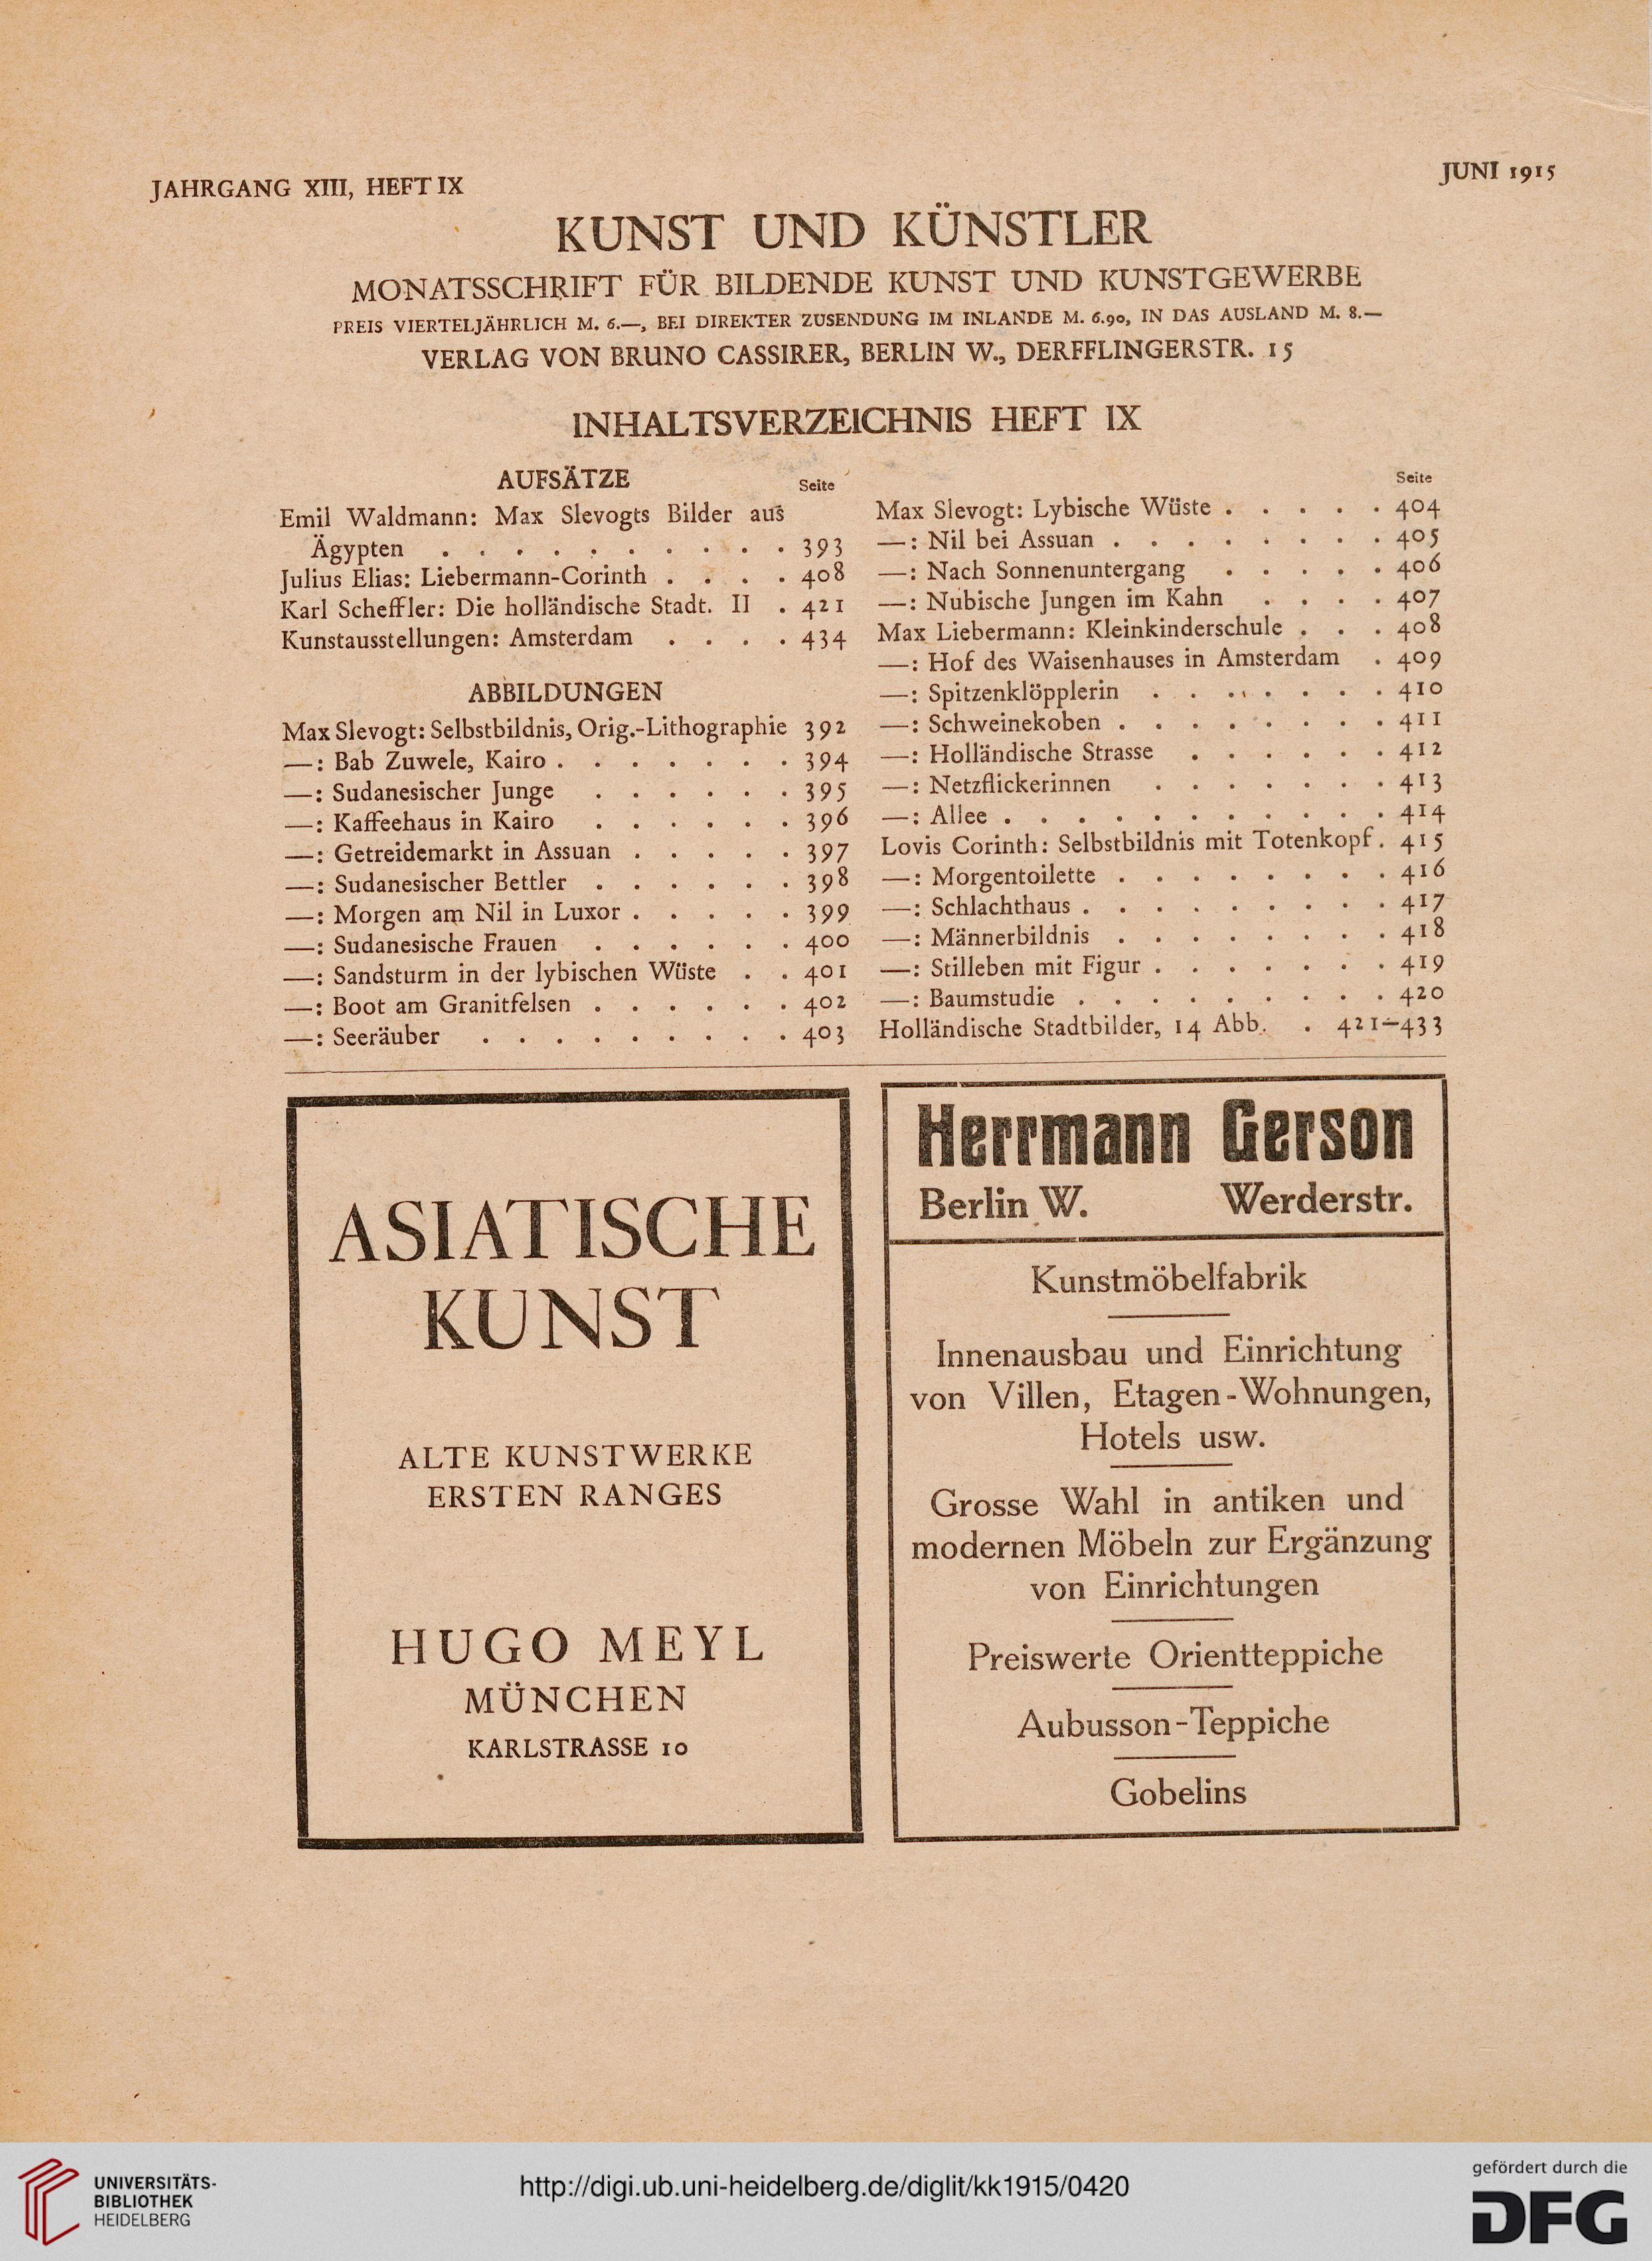 JAHRGANG XIII, HEFT IX
JUNI 1915
KUNST UND KÜNSTLER
MONATSSCHRIFT FÜR BILDENDE KUNST UND KUNSTGEWERBE
PREIS VIERTELJÄHRLICH M. 6.—, BEI DIREKTER ZUSENDUNG IM INLANDE M. 6.90, IN DAS AUSLAND M. 8.—
VERLAG VON BRUNO CASSIRER, BERLIN W., DERFFLINGERSTR. 15
INHALTSVERZEICHNIS HEFT IX
AUFSÄTZE
Seite
Emil Waldmann: Max Slevogts Bilder aus
Ägypten . . . . . . . . . . 393
Julius Elias: Liebermann-Corinth . . . . 408
Karl Scheffler: Die holländische Stadt. II . 421
Kunstausstellungen: Amsterdam . . . . 434
ABBILDUNGEN
Max Slevogt: Selbstbildnis, Orig.-Lithographie 392
—: Bab Zuwele, Kairo . . . . . . . 394
—: Sudanesischer Junge . . . . . . 395
—: Kaffeehaus in Kairo . . . . . . 396
—: Getreidemarkt in Assuan . . . . . 397
—: Sudanesischer Bettler . . . . . . 398
—: Morgen am Nil in Luxor . . . . . 399
—: Sudanesische Frauen . . . . . . 400
—: Sandsturm in der lybischen Wüste . . 401
—: Boot am Granitfelsen . . . . . . 402
—: Seeräuber . . . . . . . . . 403
Seite
Max Slevogt: Lybische Wüste . . . . . 404
—: Nil bei Assuan . . . . . . . . 405
—: Nach Sonnenuntergang . . . . . 406
—: Nubische Jungen im Kahn . . . . 407
Max Liebermann: Kleinkinderschule . . . 408
—: Hof des Waisenhauses in Amsterdam . 409
—: Spitzenklöpplerin . . . . . . . 410
—: Schweinekoben . . . . . . . . 411
—: Holländische Strasse . . . . . . 412
—: Netzflickerinnen . . . . . . . 413
—: Allee . . . . . . . . . . . 414
Lovis Corinth: Selbstbildnis mit Totenkopf . 415
—: Morgentoilette . . . . . . . . 416
—: Schlachthaus . . . . . . . . . 417
—: Männerbildnis . . . . . . . . 418
—: Stilleben mit Figur . . . . . . . 419
—: Baumstudie . . . . . . . . . 420
Holländische Stadtbilder, 14 Abb. . 421—433
ASIATISCHE
KUNST
ALTE KUNSTWERKE
ERSTEN RANGES
HUGO MEYL
MÜNCHEN
KARLSTRASSE 10
Herrmann Gerson
Berlin W. Werderstr.
Kunstmöbelfabrik
Innenausbau und Einrichtung
von Villen, Etagen-Wohnungen,
Hotels usw.
Grosse Wahl in antiken und
modernen Möbeln zur Ergänzung
von Einrichtungen
Preiswerte Orientteppiche
Aubusson-Teppiche
Gobelins
UNIVERSITÄTS-
BIBLIOTHEK
HEIDELBERG
http://digi.ub.uni-heidelberg.de/diglit/kk1915/0420
gefördert durch die
DFG